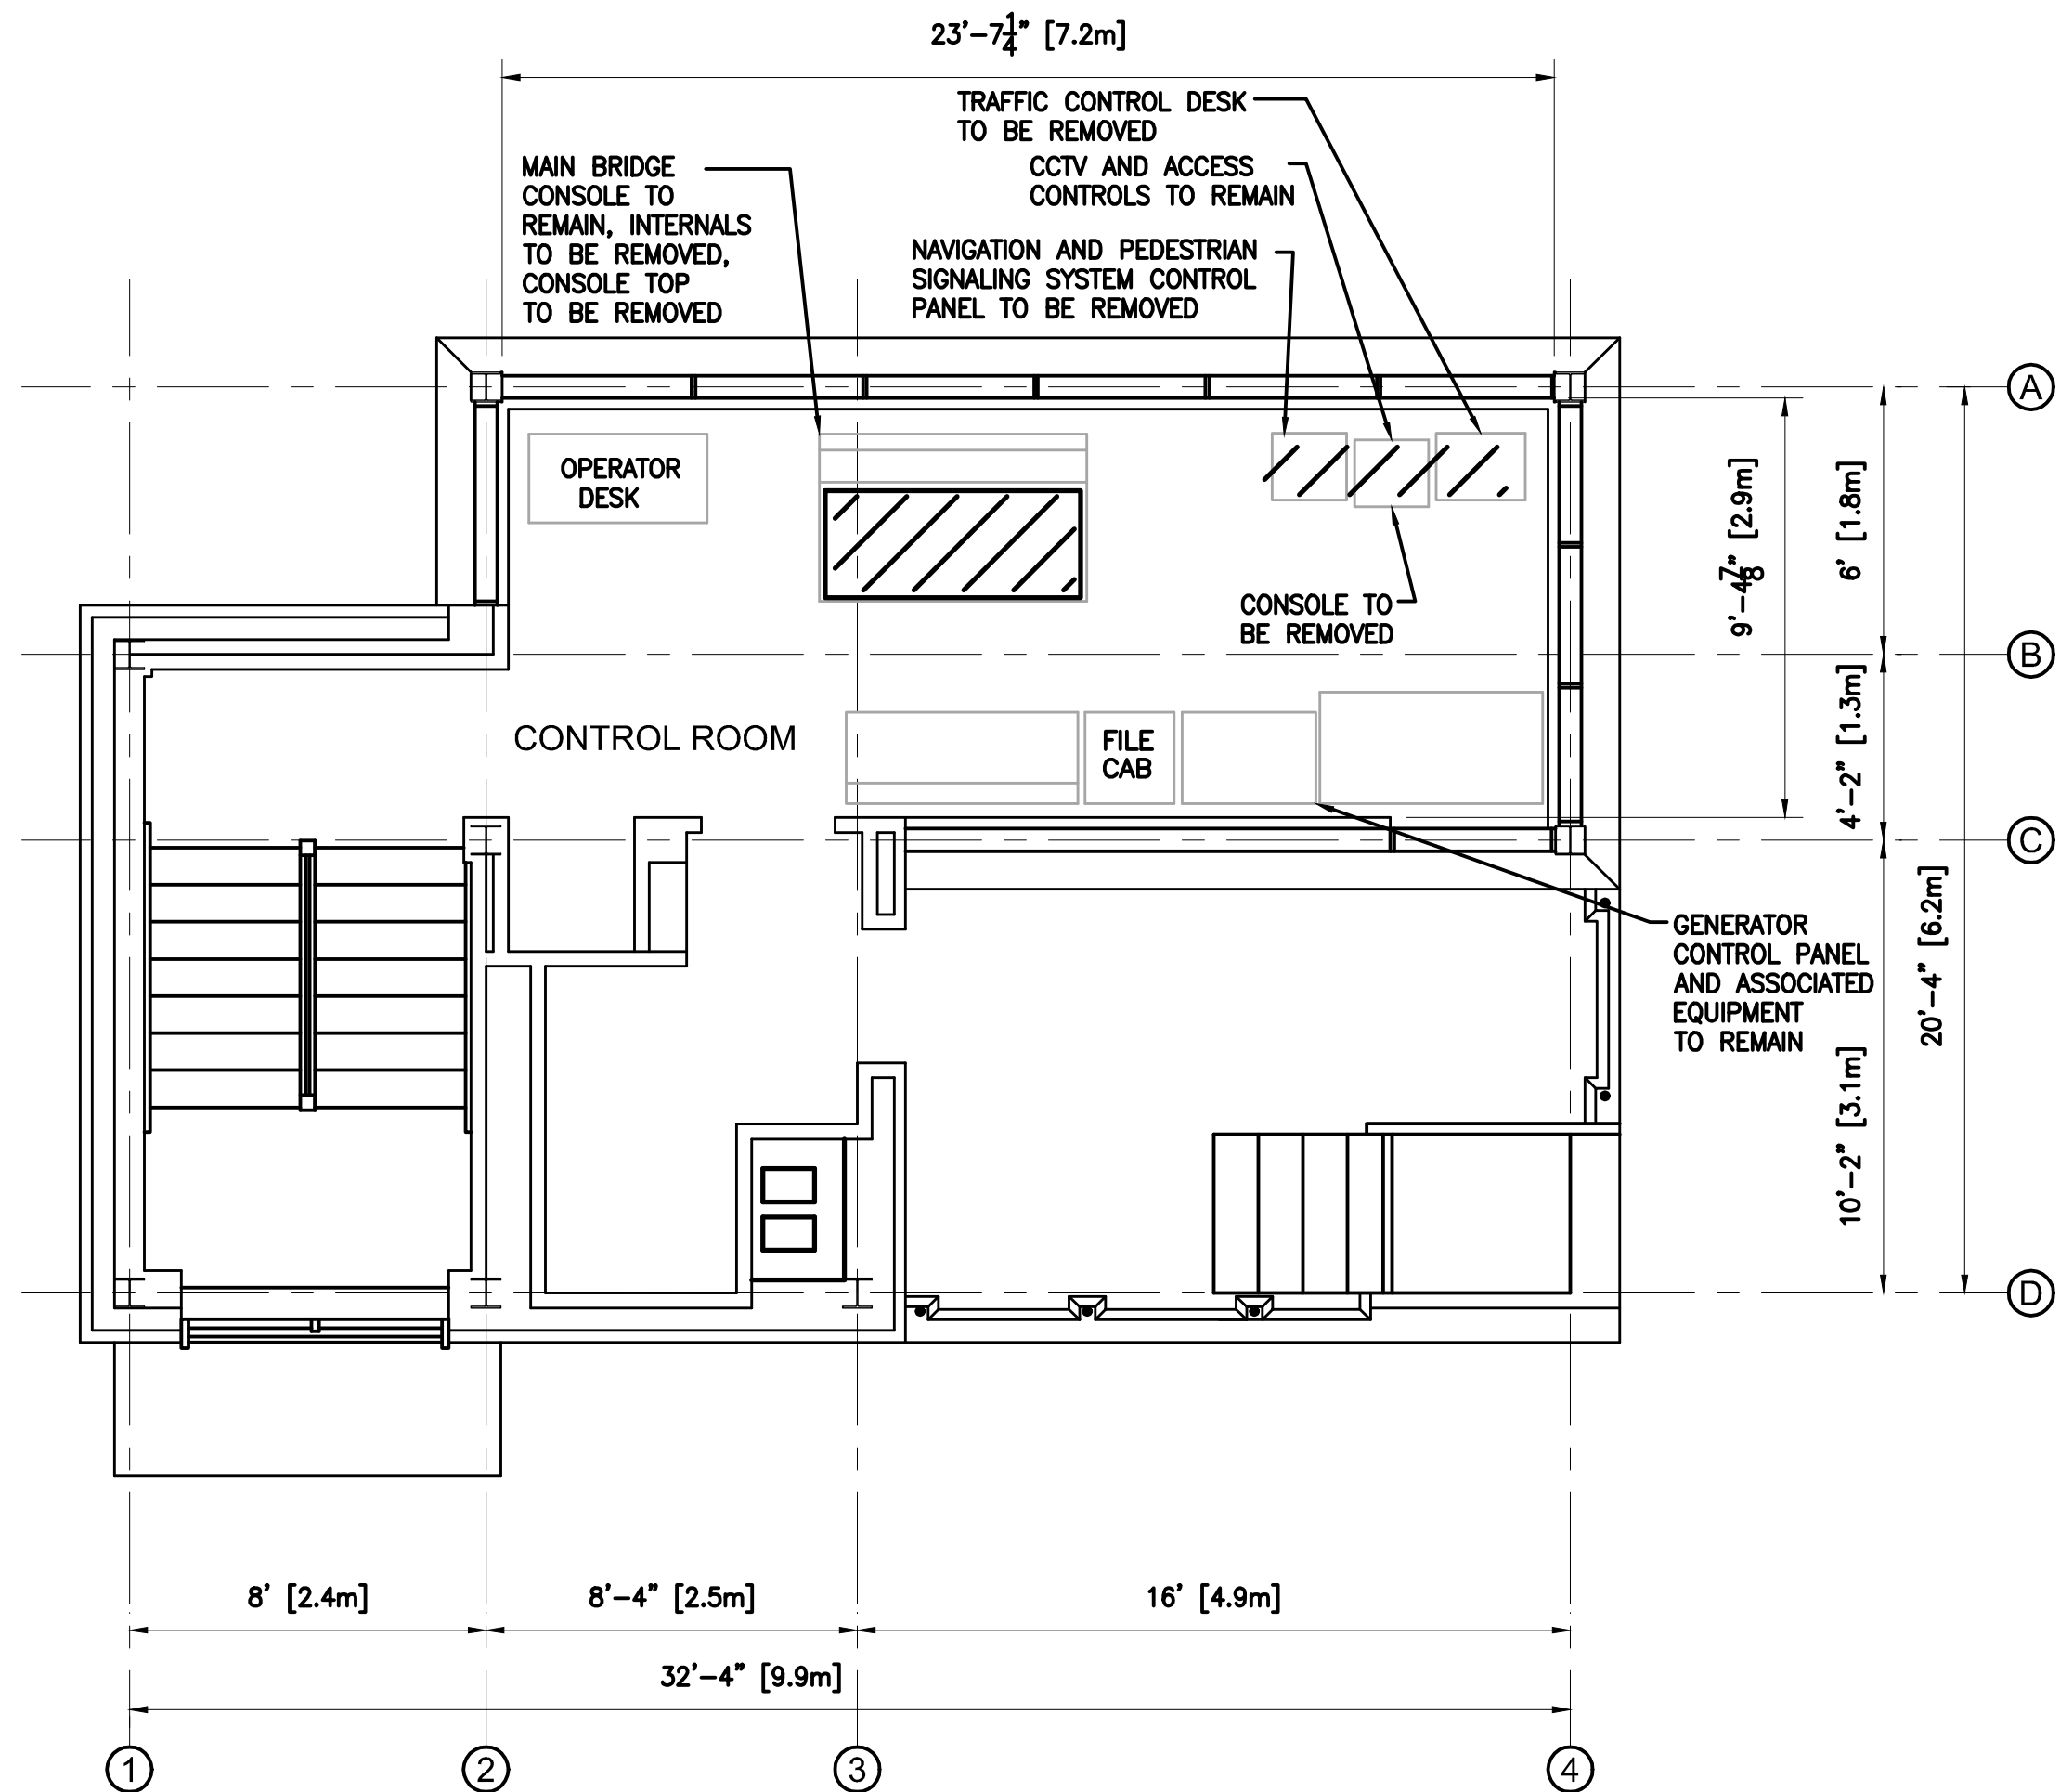 23'-7 1/4" [7.2m]
TRAFFIC CONTROL DESK
TO BE REMOVED
MAIN BRIDGE
CONSOLE TO
REMAIN, INTERNALS
TO BE REMOVED,
CONSOLE TOP
TO BE REMOVED
CCTV AND ACCESS
CONTROLS TO REMAIN
NAVIGATION AND PEDESTRIAN
SIGNALING SYSTEM CONTROL
PANEL TO BE REMOVED
A
OPERATOR
DESK
9'-4 7/8" [2.9m]
6' [1.8m]
CONSOLE TO
BE REMOVED
B
CONTROL ROOM
FILE
CAB
4'-2" [1.3m]
C
GENERATOR
CONTROL PANEL
AND ASSOCIATED
EQUIPMENT
TO REMAIN
20'-4" [6.2m]
10'-2" [3.1m]
D
8' [2.4m]
8'-4" [2.5m]
16' [4.9m]
32'-4" [9.9m]
1
2
3
4